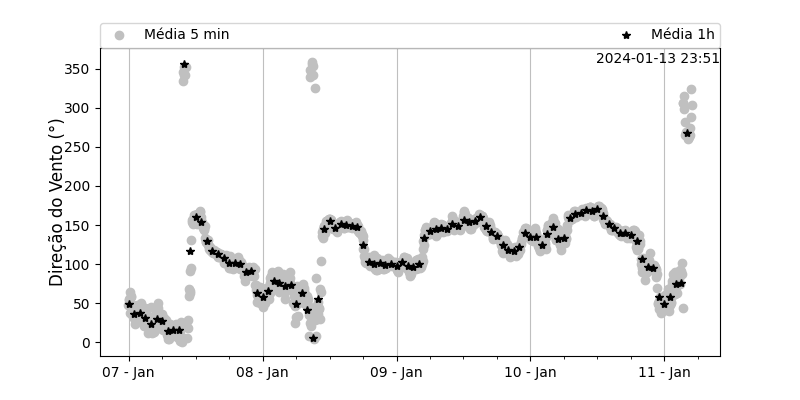 Média 5 min
Média 1h
2024-01-13 23:51
Direção do Vento (°)
350
300
250
200
150
100
50
0
07 - Jan
08 - Jan
09 - Jan
10 - Jan
11 - Jan